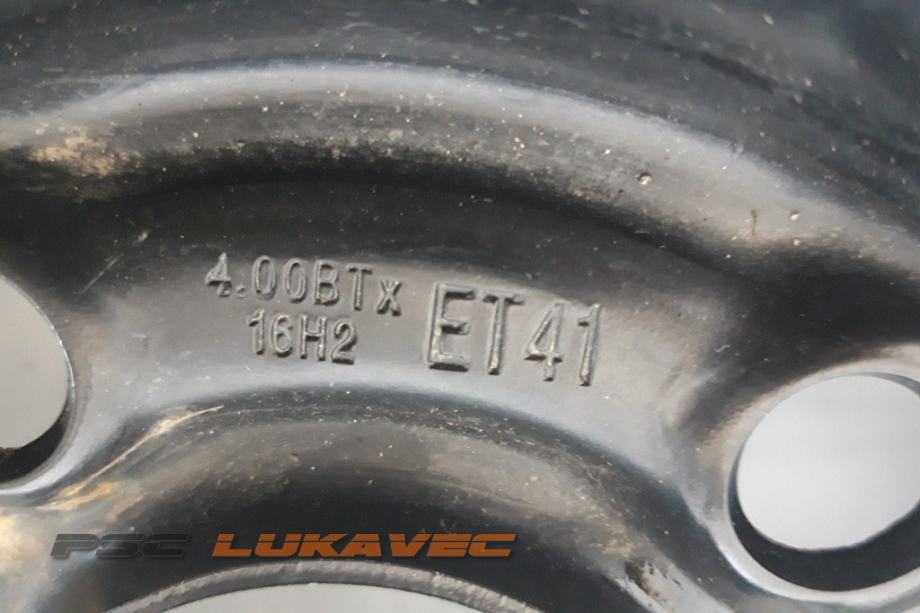 4.00BTx
16H2
ET41
PSC LUKAVEC